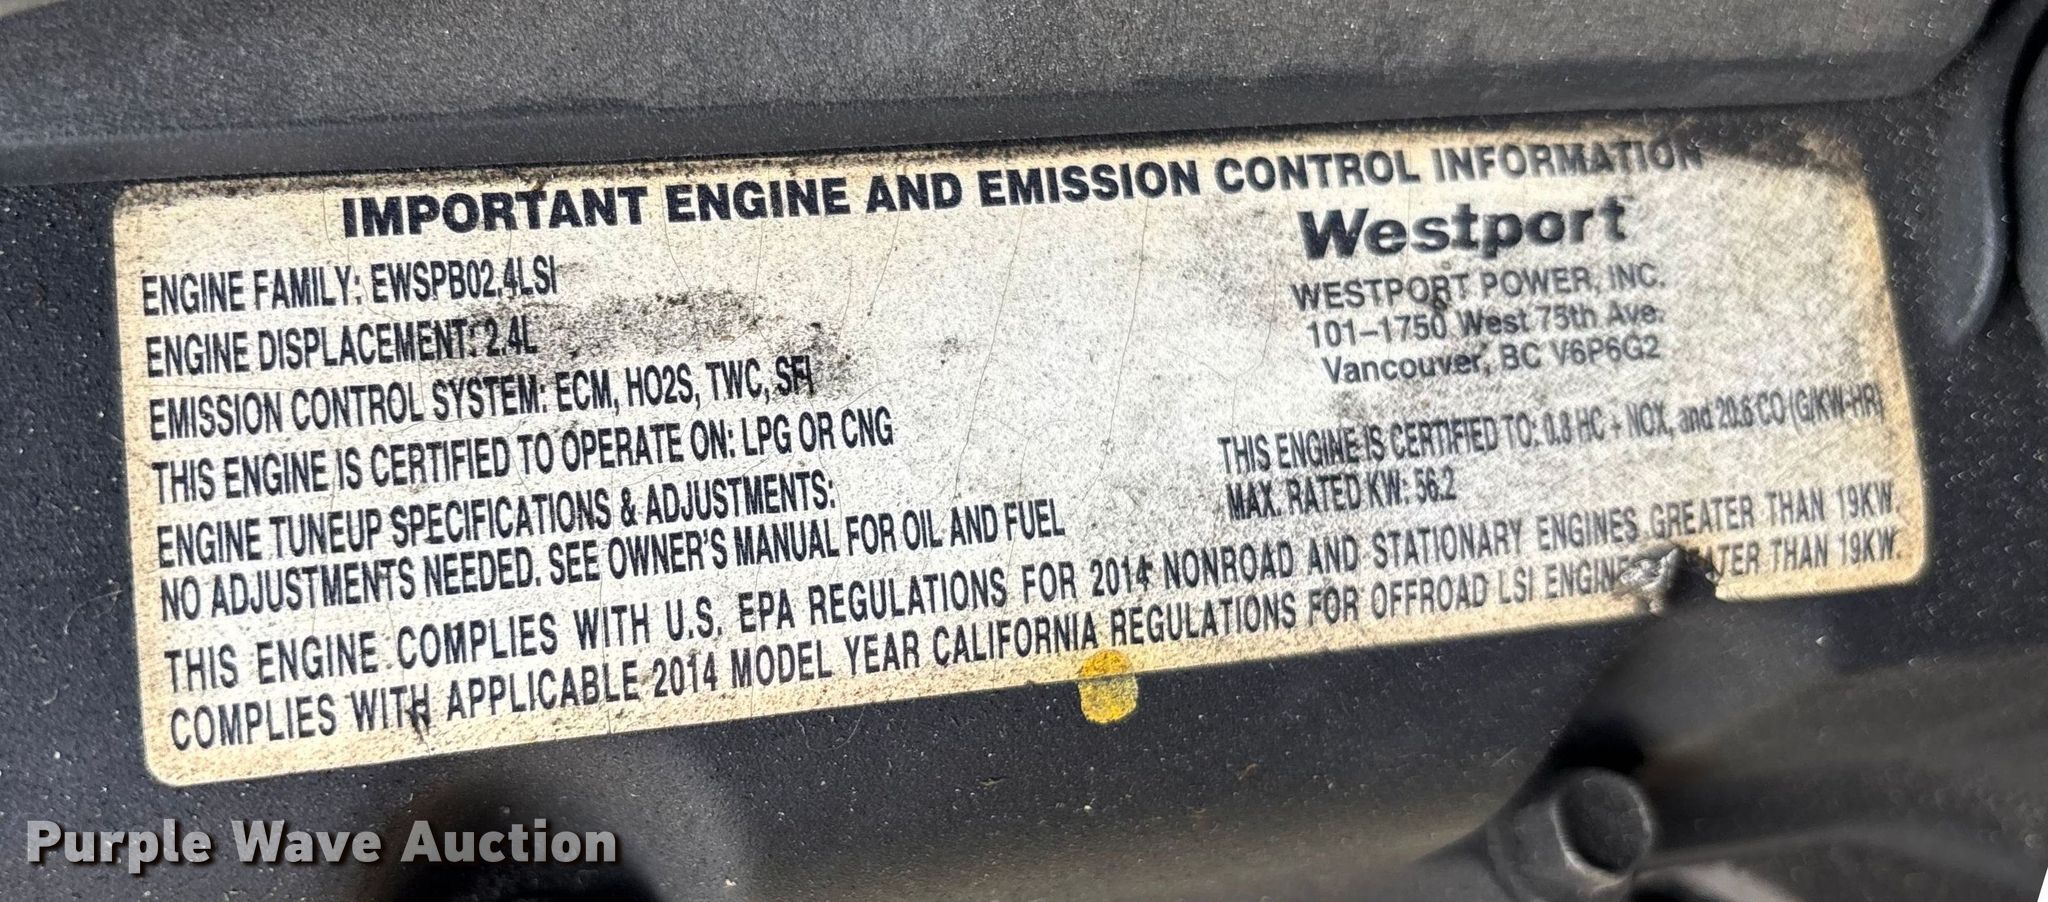 IMPORTANT ENGINE AND EMISSION CONTROL INFORMATION
Westport
ENGINE FAMILY: EWSPB02.4LSI
WESTPORT POWER, INC.
ENGINE DISPLACEMENT: 2.4L
101-1750 West 75th Ave.
EMISSION CONTROL SYSTEM: ECM, HO2S, TWC, SFI
Vancouver, BC V6P6G2
THIS ENGINE IS CERTIFIED TO OPERATE ON: LPG OR CNG
THIS ENGINE IS CERTIFIED TO: 0.8 HC + NOX, and 20.6 CO (G/KW-HR)
ENGINE TUNEUP SPECIFICATIONS & ADJUSTMENTS:
MAX. RATED KW: 56.2
NO ADJUSTMENTS NEEDED. SEE OWNER'S MANUAL FOR OIL AND FUEL
THIS ENGINE COMPLIES WITH U.S. EPA REGULATIONS FOR 2014 NONROAD AND STATIONARY ENGINES GREATER THAN 19KW.
COMPLIES WITH APPLICABLE 2014 MODEL YEAR CALIFORNIA REGULATIONS FOR OFFROAD LSI THAN 19KW.
Purple Wave Auction